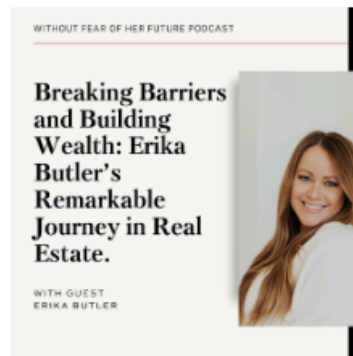 WITHOUT FEAR OF HER FUTURE PODCAST
Breaking Barriers
and Building
Wealth: Erika
Butler’s
Remarkable
Journey in Real
Estate.
WITH GUEST
ERIKA BUTLER